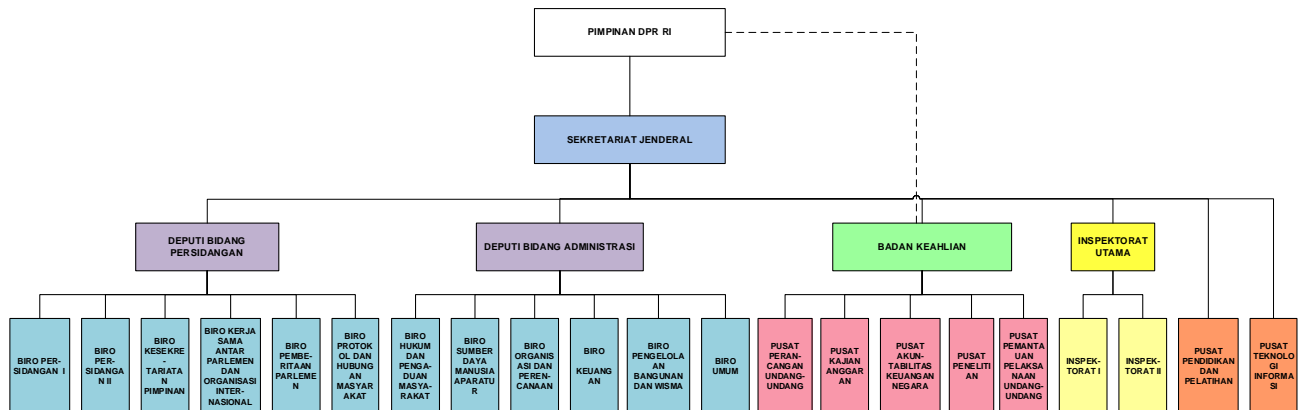 PIMPINAN DPR RI
SEKRETARIAT JENDERAL
DEPUTI BIDANG
PERSIDANGAN
DEPUTI BIDANG ADMINISTRASI
BADAN KEAHLIAN
INSPEKTORAT
UTAMA
BIRO PER-
SIDANGAN I
BIRO
PER-
SIDANGA
N II
BIRO
KESEKRE
-
TARIATA
N
PIMPINAN
BIRO KERJA
SAMA
ANTAR
PARLEMEN
DAN
ORGANISASI
INTER-
NASIONAL
BIRO
PEMBE-
RITAAN
PARLEME
N
BIRO
PROTOK
OL DAN
HUBUNG
AN
MASYAR
AKAT
BIRO
HUKUM
DAN
PENGA-
DUAN
MASYA-
RAKAT
BIRO
SUMBER
DAYA
MANUSIA
APARATU
R
BIRO
ORGANIS
ASI DAN
PEREN-
CANAAN
BIRO
KEUANG
AN
BIRO
PENGELOLA
AN
BANGUNAN
DAN WISMA
BIRO
UMUM
PUSAT
PERAN-
CANGAN
UNDANG-
UNDANG
PUSAT
KAJIAN
ANGGAR
AN
PUSAT
AKUN-
TABILITAS
KEUANGAN
NEGARA
PUSAT
PENELITI
AN
PUSAT
PEMANTA
UAN
PELAKSA
NAAN
UNDANG-
UNDANG
INSPEK-
TORAT I
INSPEK-
TORAT II
PUSAT
PENDIDIKAN
DAN
PELATIHAN
PUSAT
TEKNOLO
GI
INFORMA
SI